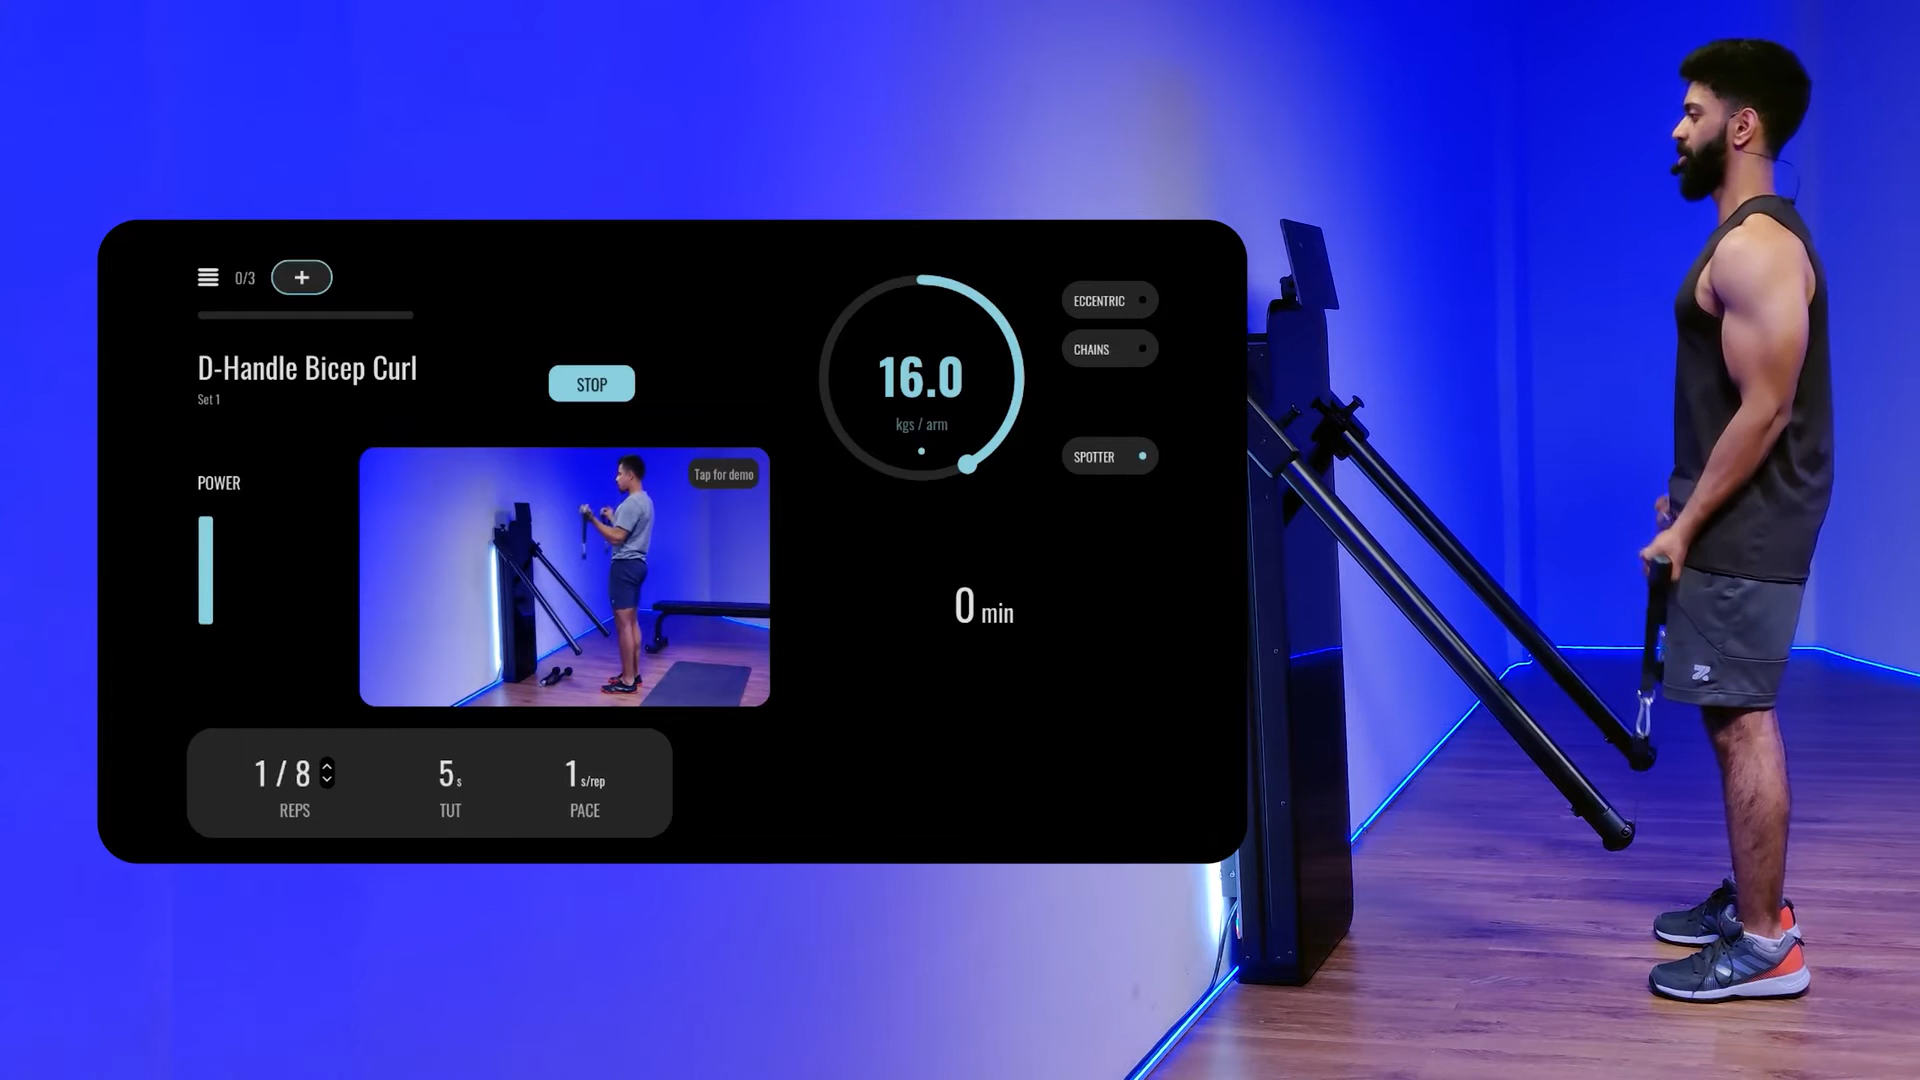 0/3 +
D-Handle Bicep Curl
Set 1
STOP
POWER
Tap for demo
1 / 8
REPS
5 s
TUT
1 s/rep
PACE
16.0
kgs / arm
ECCENTRIC
CHAINS
SPOTTER
0 min